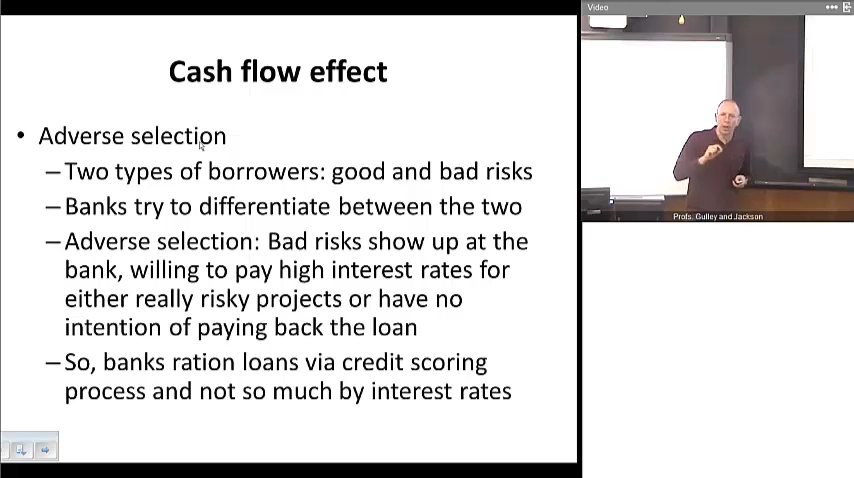 Cash flow effect
• Adverse selection
–Two types of borrowers: good and bad risks
–Banks try to differentiate between the two
–Adverse selection: Bad risks show up at the
bank, willing to pay high interest rates for
either really risky projects or have no
intention of paying back the loan
–So, banks ration loans via credit scoring
process and not so much by interest rates
Video
Profs. Gulley and Jackson